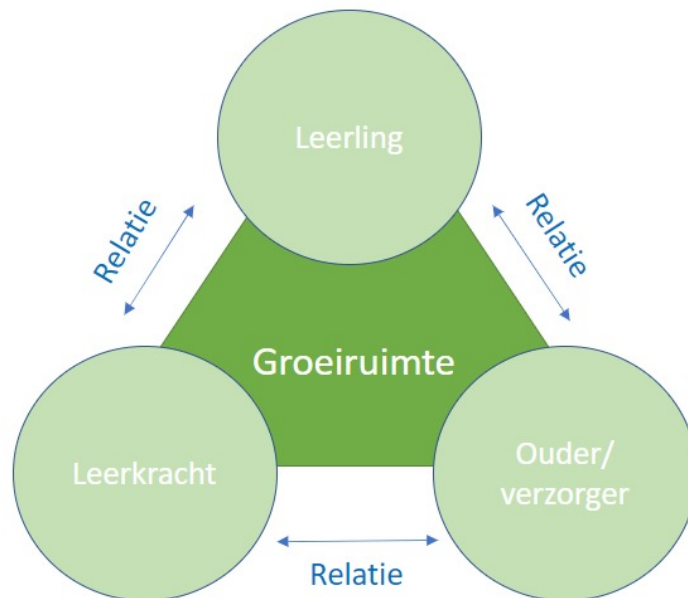 Leerling
Relatie
Relatie
Groeiruimte
Leerkracht
Ouder/
verzorger
Relatie